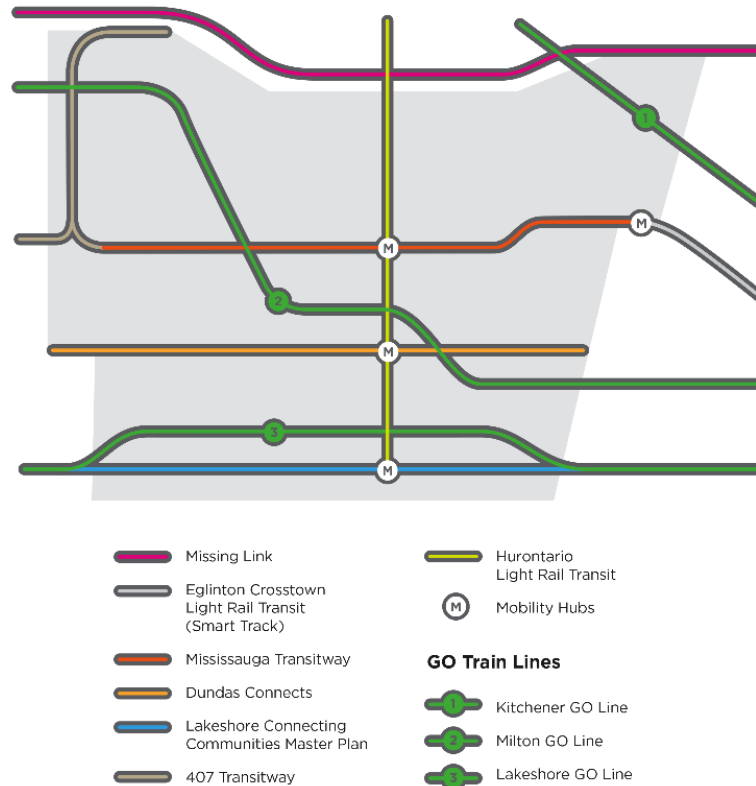 1
M
M
2
M
3
M
Missing Link
Eglinton Crosstown
Light Rail Transit
(Smart Track)
Mississauga Transitway
Dundas Connects
Lakeshore Connecting
Communities Master Plan
407 Transitway
Hurontario
Light Rail Transit
M Mobility Hubs
GO Train Lines
1 Kitchener GO Line
2 Milton GO Line
3 Lakeshore GO Line